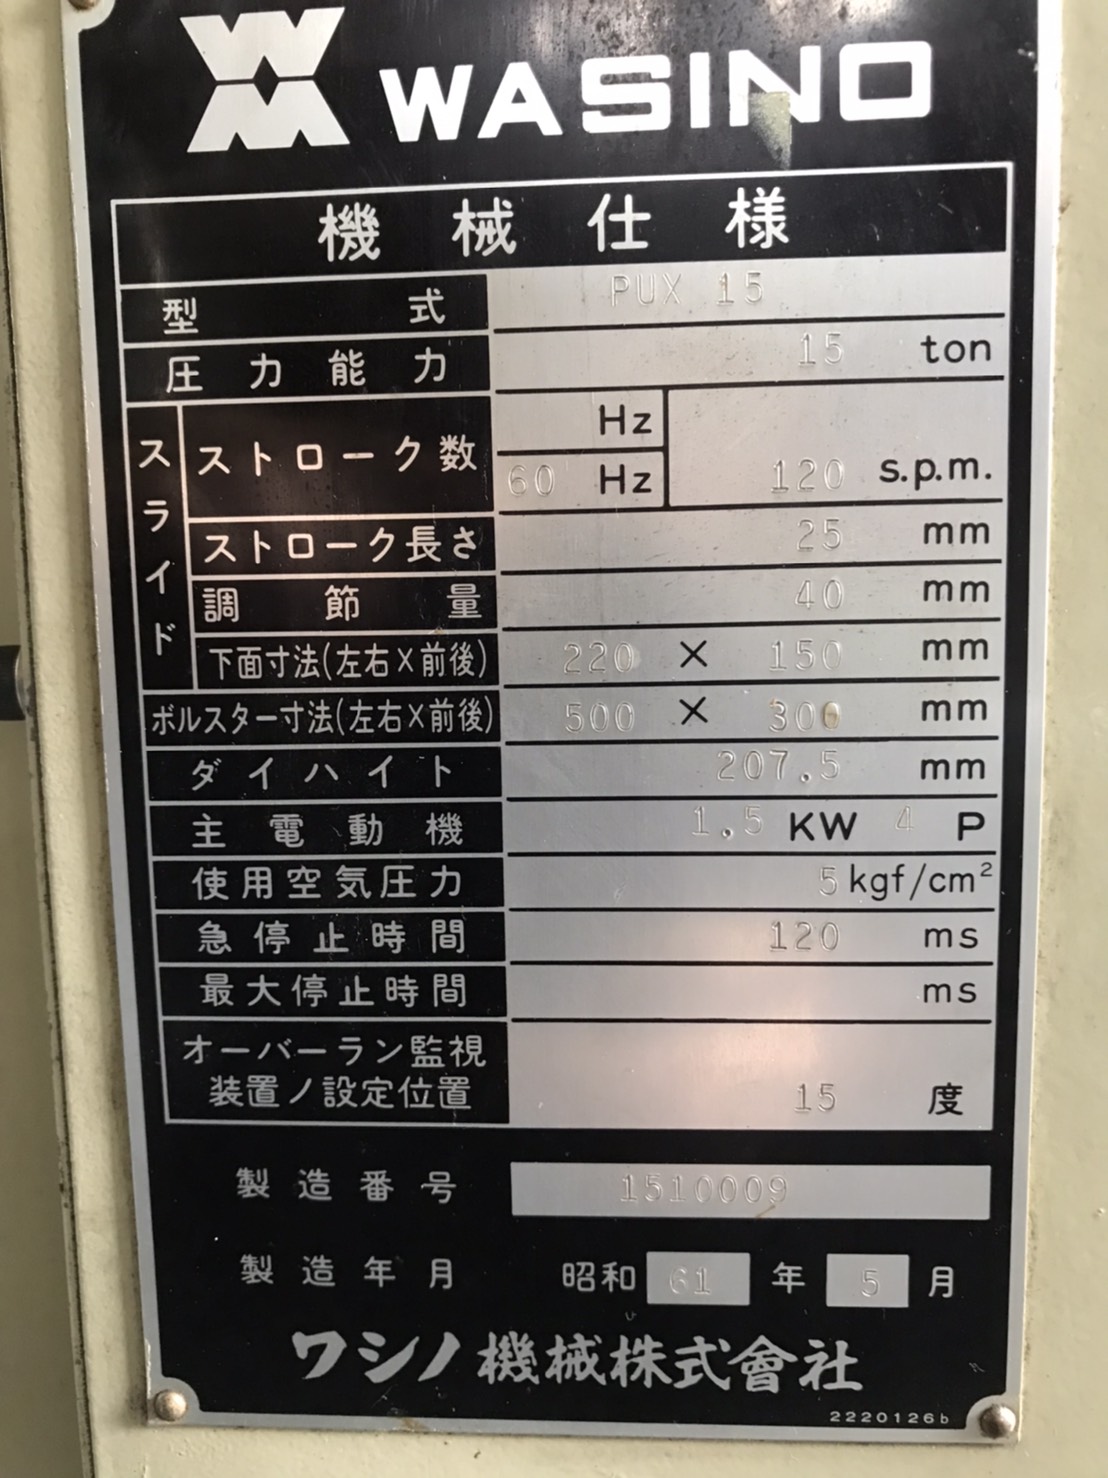 WASINO
機械仕様
型式 PUX 15
圧力能力 15 ton
スライド
ストローク数 Hz
60 Hz 120 s.p.m.
ストローク長さ 25 mm
調節量 40 mm
下面寸法(左右×前後) 220 × 150 mm
ボルスター寸法(左右×前後) 500 × 300 mm
ダイハイト 207.5 mm
主電動機 1.5 KW 4 P
使用空気圧力 5 kgf/cm²
急停止時間 120 ms
最大停止時間 ms
オーバーラン監視
装置ノ設定位置 15 度
製造番号 1510009
製造年月 昭和 61 年 5 月
ワシノ機械株式會社
2220126b